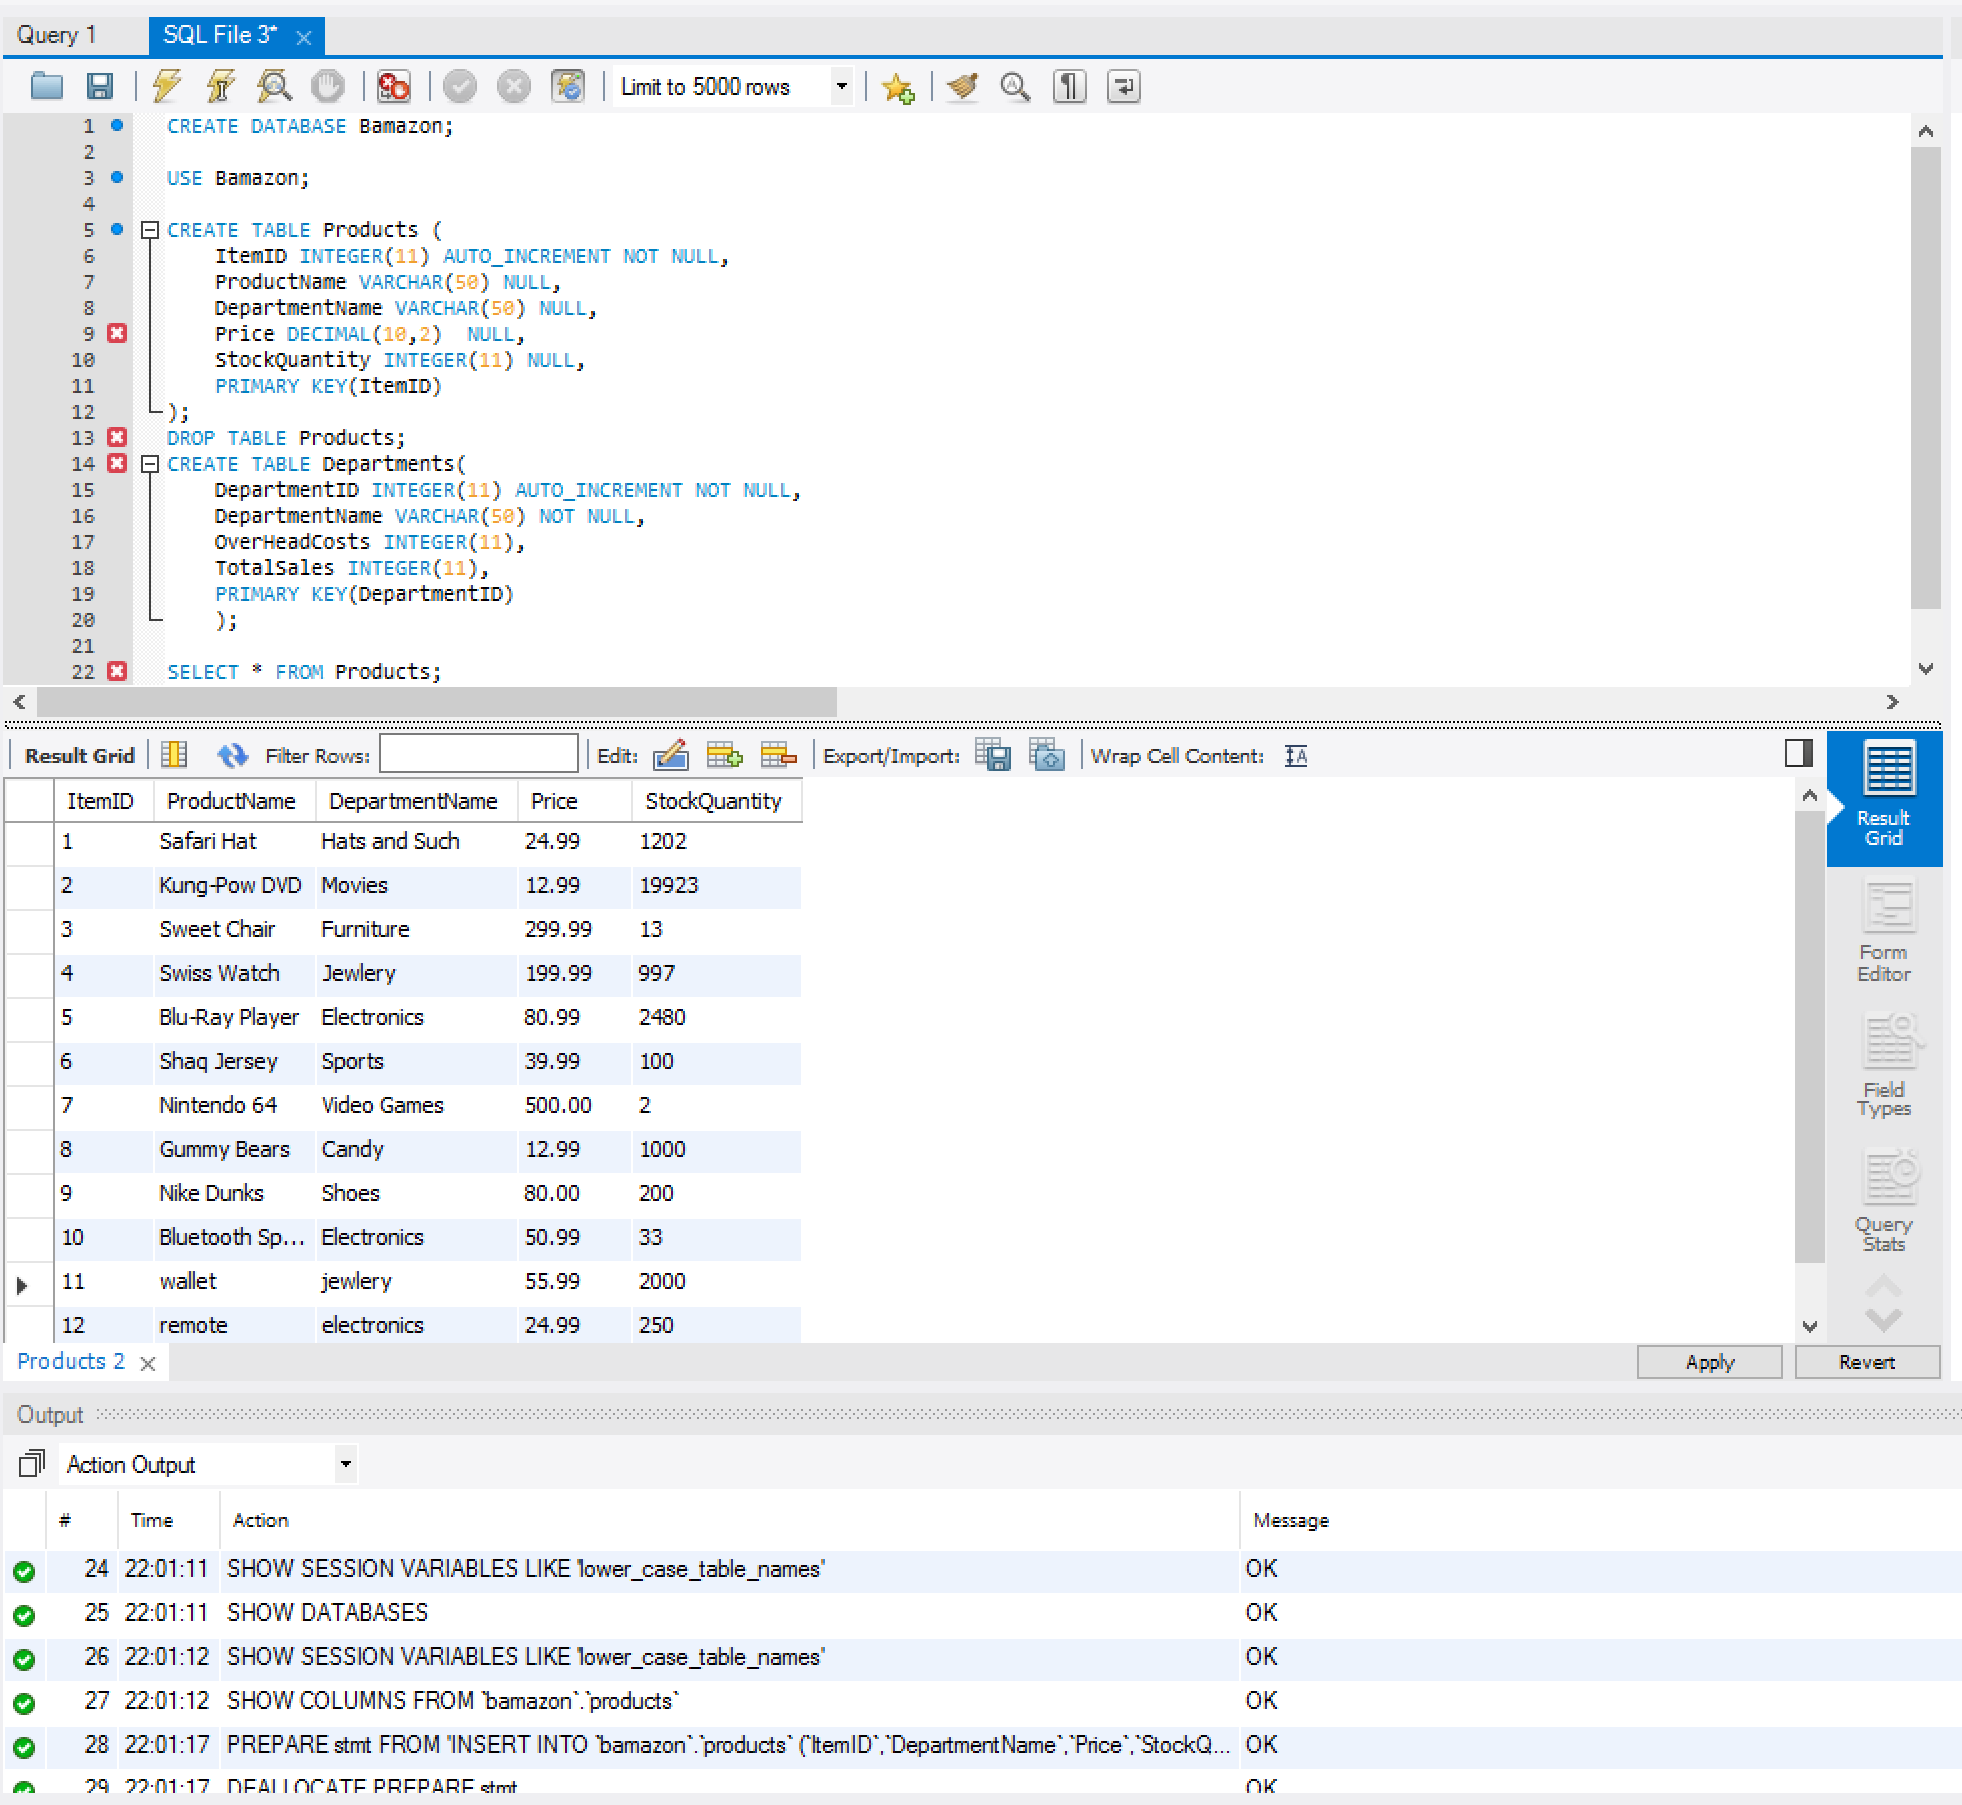 Query 1 SQL File 3*
Limit to 5000 rows
1 CREATE DATABASE Bamazon;
2
3 USE Bamazon;
4
5 CREATE TABLE Products (
6 ItemID INTEGER(11) AUTO_INCREMENT NOT NULL,
7 ProductName VARCHAR(50) NULL,
8 DepartmentName VARCHAR(50) NULL,
9 Price DECIMAL(10,2)  NULL,
10 StockQuantity INTEGER(11) NULL,
11 PRIMARY KEY(ItemID)
12 );
13 DROP TABLE Products;
14 CREATE TABLE Departments(
15 DepartmentID INTEGER(11) AUTO_INCREMENT NOT NULL,
16 DepartmentName VARCHAR(50) NOT NULL,
17 OverHeadCosts INTEGER(11),
18 TotalSales INTEGER(11),
19 PRIMARY KEY(DepartmentID)
20 );
21
22 SELECT * FROM Products;
Result Grid Filter Rows: Edit: Export/Import: Wrap Cell Content:
ItemID ProductName DepartmentName Price StockQuantity
1 Safari Hat Hats and Such 24.99 1202
2 Kung-Pow DVD Movies 12.99 19923
3 Sweet Chair Furniture 299.99 13
4 Swiss Watch Jewlery 199.99 997
5 Blu-Ray Player Electronics 80.99 2480
6 Shaq Jersey Sports 39.99 100
7 Nintendo 64 Video Games 500.00 2
8 Gummy Bears Candy 12.99 1000
9 Nike Dunks Shoes 80.00 200
10 Bluetooth Sp... Electronics 50.99 33
11 wallet jewlery 55.99 2000
12 remote electronics 24.99 250
Result
Grid
Form
Editor
Field
Types
Query
Stats
Products 2 Apply Revert
Output
Action Output
# Time Action Message
24 22:01:11 SHOW SESSION VARIABLES LIKE 'lower_case_table_names' OK
25 22:01:11 SHOW DATABASES OK
26 22:01:12 SHOW SESSION VARIABLES LIKE 'lower_case_table_names' OK
27 22:01:12 SHOW COLUMNS FROM `bamazon`.`products` OK
28 22:01:17 PREPARE stmt FROM 'INSERT INTO `bamazon`.`products` (`ItemID`,`DepartmentName`,`Price`,`StockQ... OK
29 22:01:17 DEALLOCATE PREPARE stmt OK